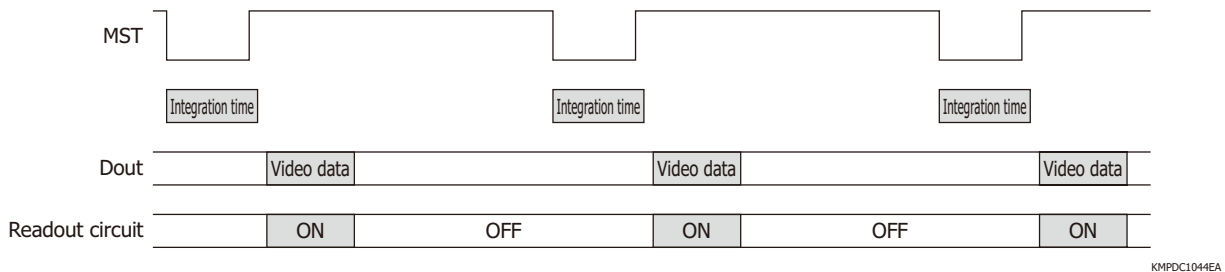 MST
Integration time Integration time Integration time
Dout Video data Video data Video data
Readout circuit ON OFF ON OFF ON
KMPDC1044EA